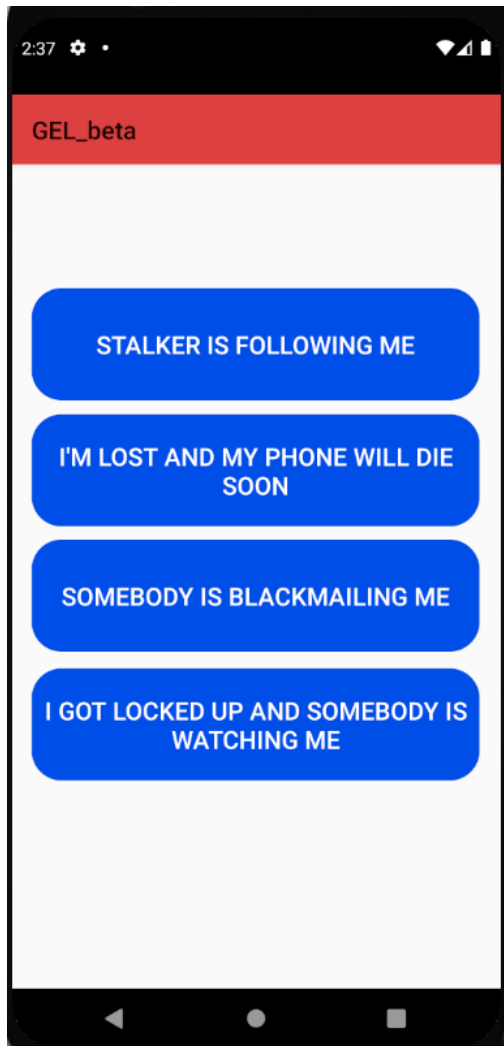 2:37
GEL_beta
STALKER IS FOLLOWING ME
I'M LOST AND MY PHONE WILL DIE
SOON
SOMEBODY IS BLACKMAILING ME
I GOT LOCKED UP AND SOMEBODY IS
WATCHING ME